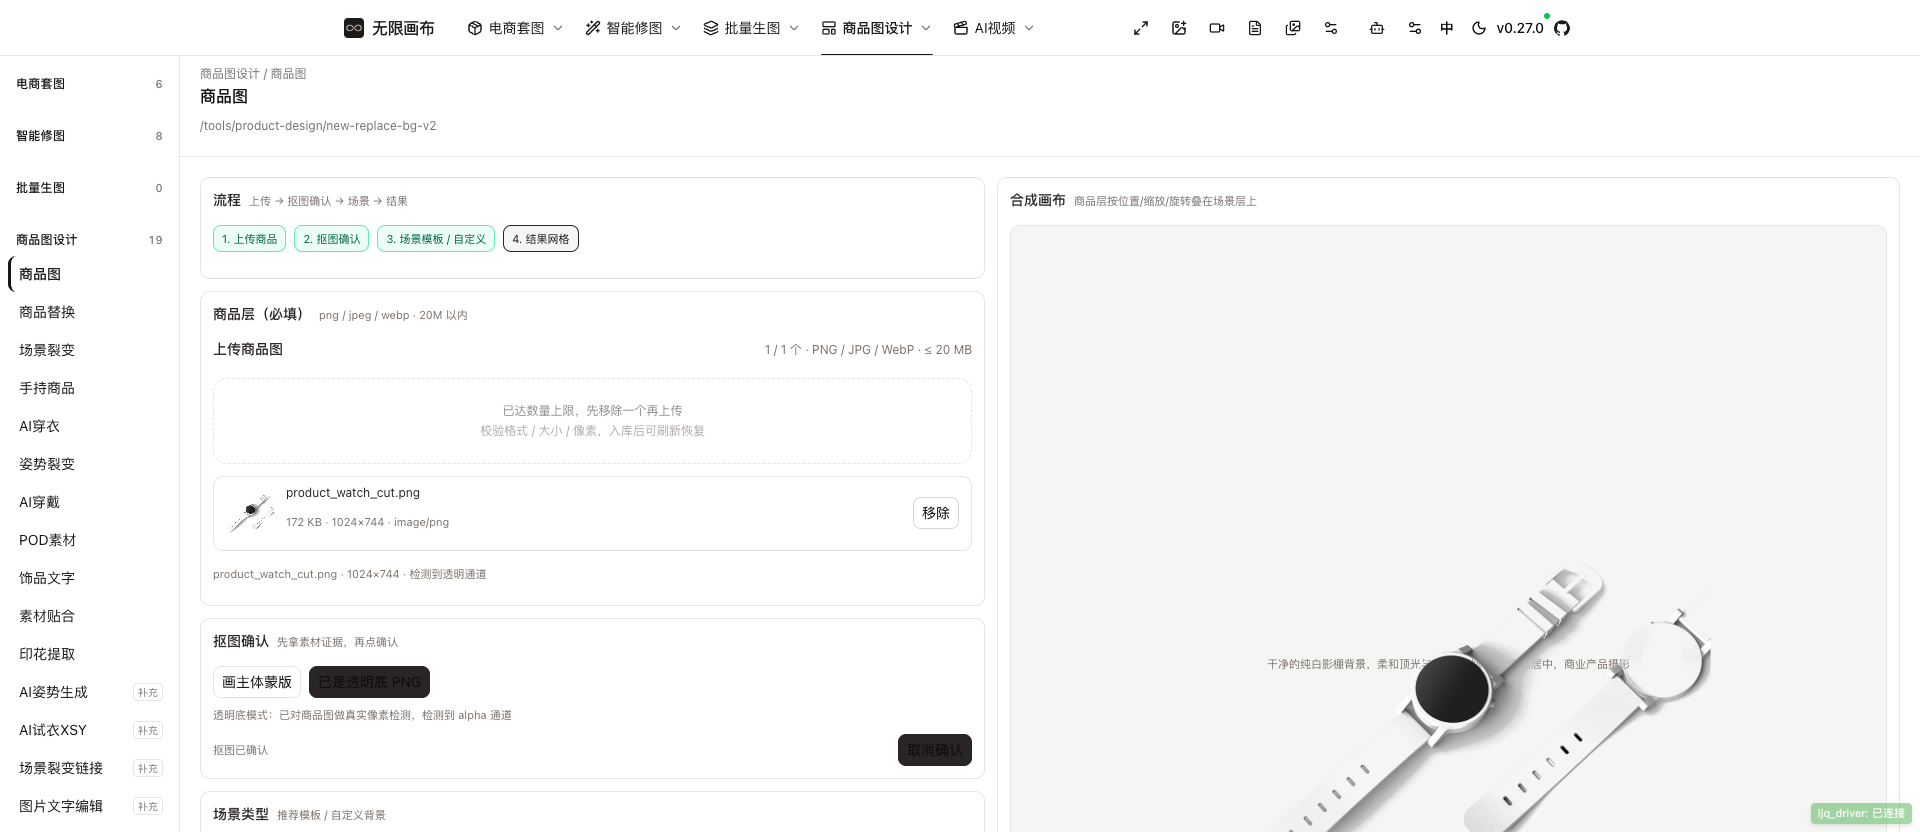 无限画布
电商套图
智能修图
批量生图
商品图设计
AI视频
中
v0.27.0
电商套图 6
智能修图 8
批量生图 0
商品图设计 19
商品图
商品替换
场景裂变
手持商品
AI穿衣
姿势裂变
AI穿戴
POD素材
饰品文字
素材贴合
印花提取
AI姿势生成 补充
AI试衣XSY 补充
场景裂变链接 补充
图片文字编辑 补充
商品图设计 / 商品图
商品图
/tools/product-design/new-replace-bg-v2
流程 上传 → 抠图确认 → 场景 → 结果
1. 上传商品
2. 抠图确认
3. 场景模板 / 自定义
4. 结果网格
商品层（必填） png / jpeg / webp · 20M 以内
上传商品图
1 / 1 个 · PNG / JPG / WebP · ≤ 20 MB
已达数量上限，先移除一个再上传
校验格式 / 大小 / 像素，入库后可刷新恢复
product_watch_cut.png
172 KB · 1024×744 · image/png
移除
product_watch_cut.png · 1024×744 · 检测到透明通道
抠图确认 先拿素材证据，再点确认
画主体蒙版
已是透明底 PNG
透明底模式：已对商品图做真实像素检测，检测到 alpha 通道
抠图已确认
取消确认
场景类型 推荐模板 / 自定义背景
合成画布 商品层按位置/缩放/旋转叠在场景层上
干净的纯白影棚背景，柔和顶光 居中，商业产品摄影
ljq_driver: 已连接